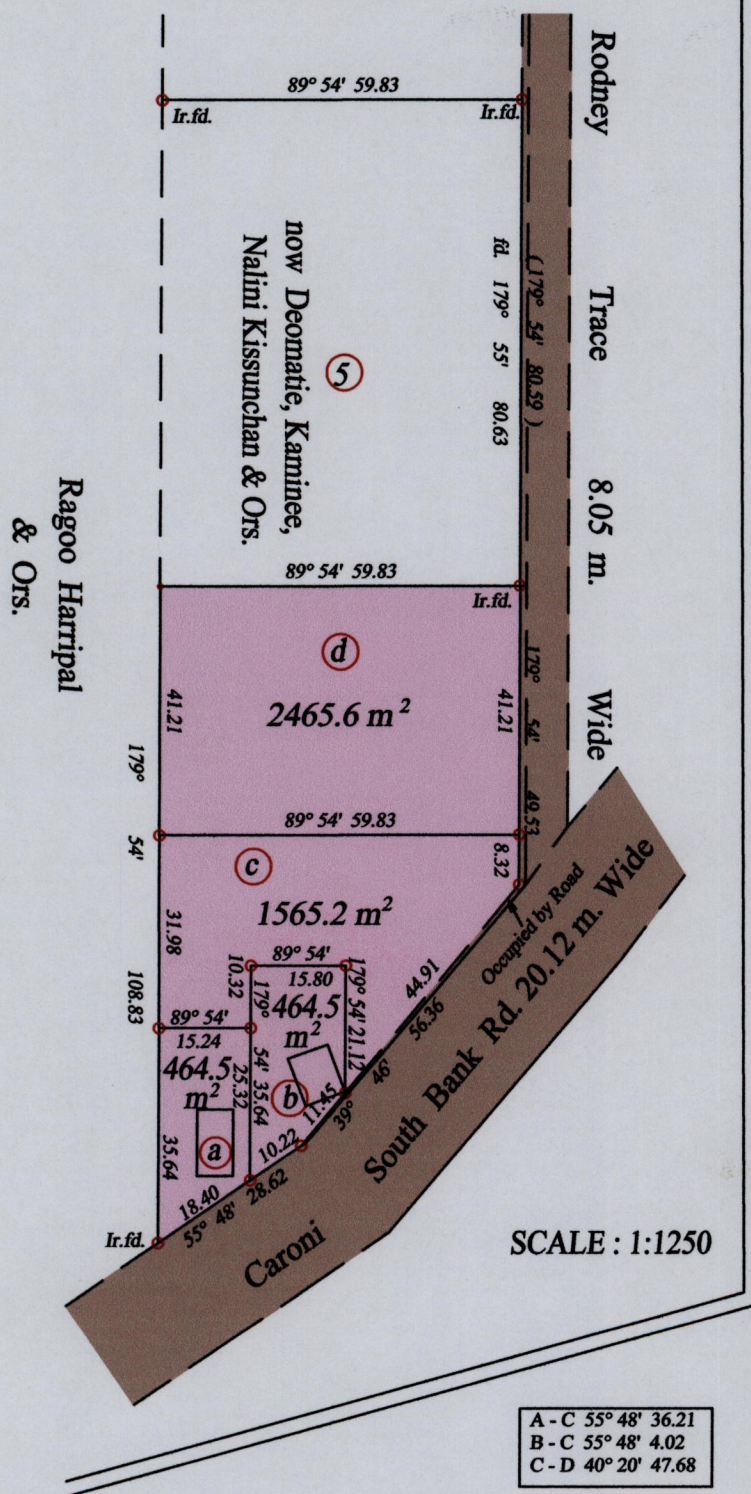 89° 54' 59.83
Ir.fd.
Ir.fd.
Rodney Trace 8.05 m. Wide
(179° 54' 80.59)
fd. 179° 55' 80.63
5
now Deomatie, Kaminee,
Nalini Kissunchan & Ors.
Ragoo Harripal
& Ors.
89° 54' 59.83
Ir.fd.
d
2465.6 m²
41.21
41.21
179° 54' 49.53
179° 54' 108.83
89° 54' 59.83
8.32
c
1565.2 m²
Occupied by Road
31.98
44.91
39° 46' 56.36
89° 54'
15.80
10.32
179° 54' 35.64
179° 54' 21.12
464.5
m²
b
11.45
89° 54'
15.24
464.5
m²
25.32
a
35.64
10.22
18.40
55° 48' 28.62
Ir.fd.
Caroni South Bank Rd. 20.12 m. Wide
SCALE : 1:1250
A - C 55° 48' 36.21
B - C 55° 48' 4.02
C - D 40° 20' 47.68